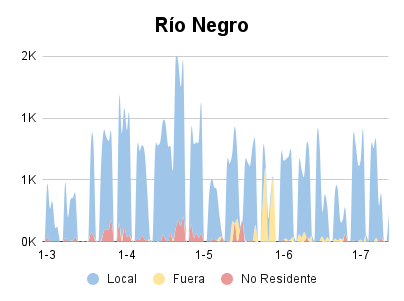 Río Negro
2K
1K
1K
0K
1-3 1-4 1-5 1-6 1-7
Local Fuera No Residente